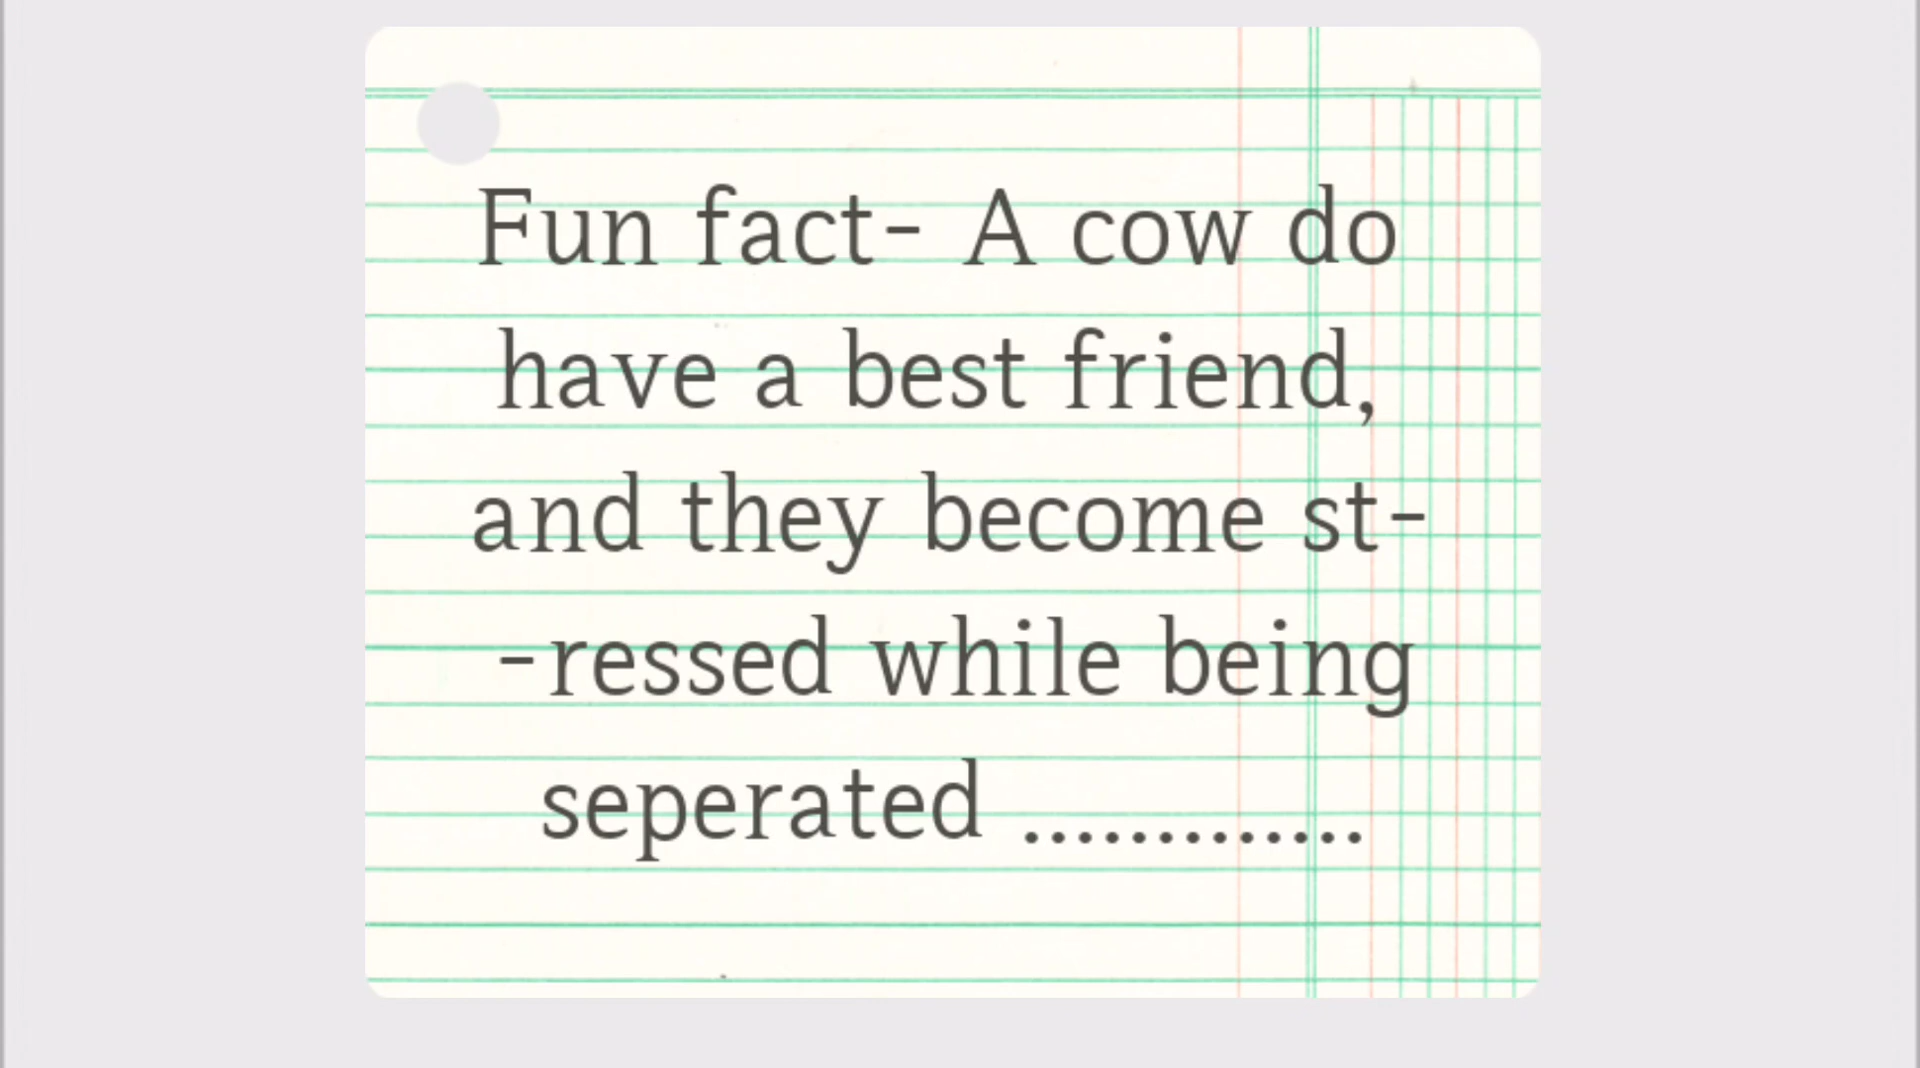 Fun fact- A cow do
have a best friend,
and they become st-
-ressed while being
seperated .............